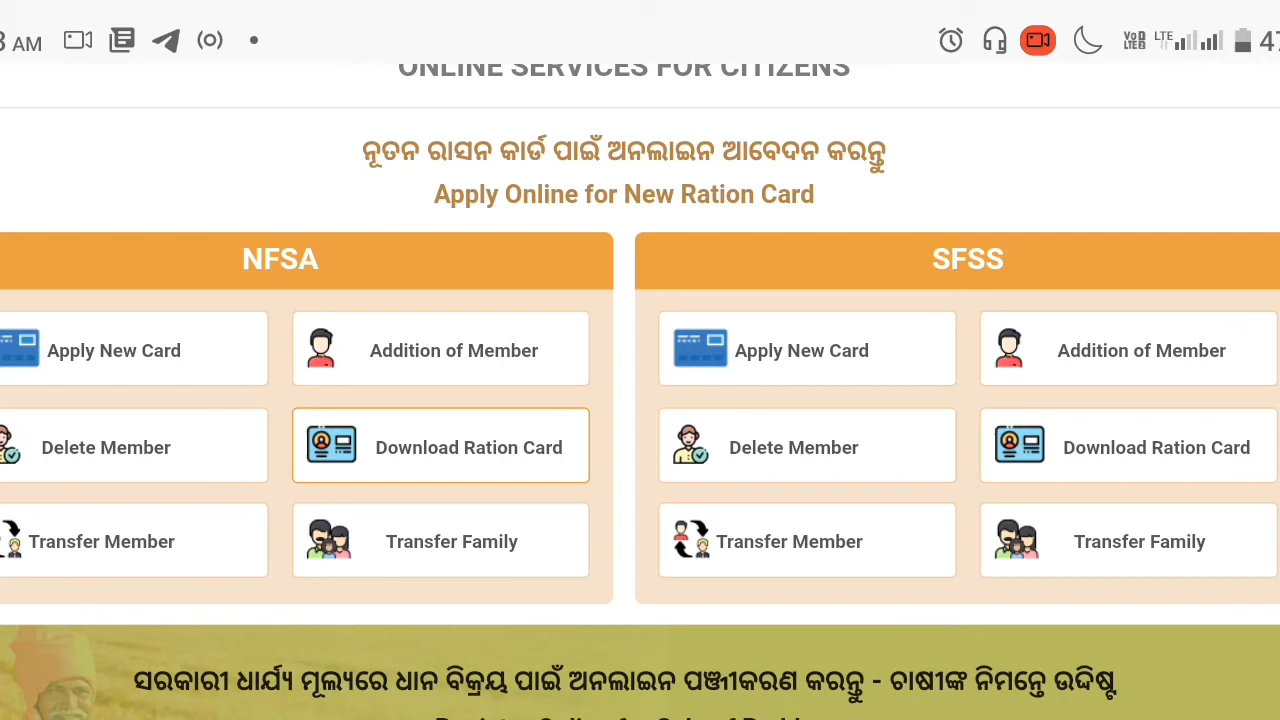 AM
LTE
ONLINE SERVICES FOR CITIZENS
ନୂତନ ରାସନ କାର୍ଡ ପାଇଁ ଅନଲାଇନ ଆବେଦନ କରନ୍ତୁ
Apply Online for New Ration Card
NFSA
SFSS
Apply New Card
Addition of Member
Apply New Card
Addition of Member
Delete Member
Download Ration Card
Delete Member
Download Ration Card
Transfer Member
Transfer Family
Transfer Member
Transfer Family
ସରକାରୀ ଧାର୍ଯ୍ୟ ମୂଲ୍ୟରେ ଧାନ ବିକ୍ରୟ ପାଇଁ ଅନଲାଇନ ପଞ୍ଜୀକରଣ କରନ୍ତୁ - ଚାଷୀଙ୍କ ନିମନ୍ତେ ଉଦ୍ଦିଷ୍ଟ